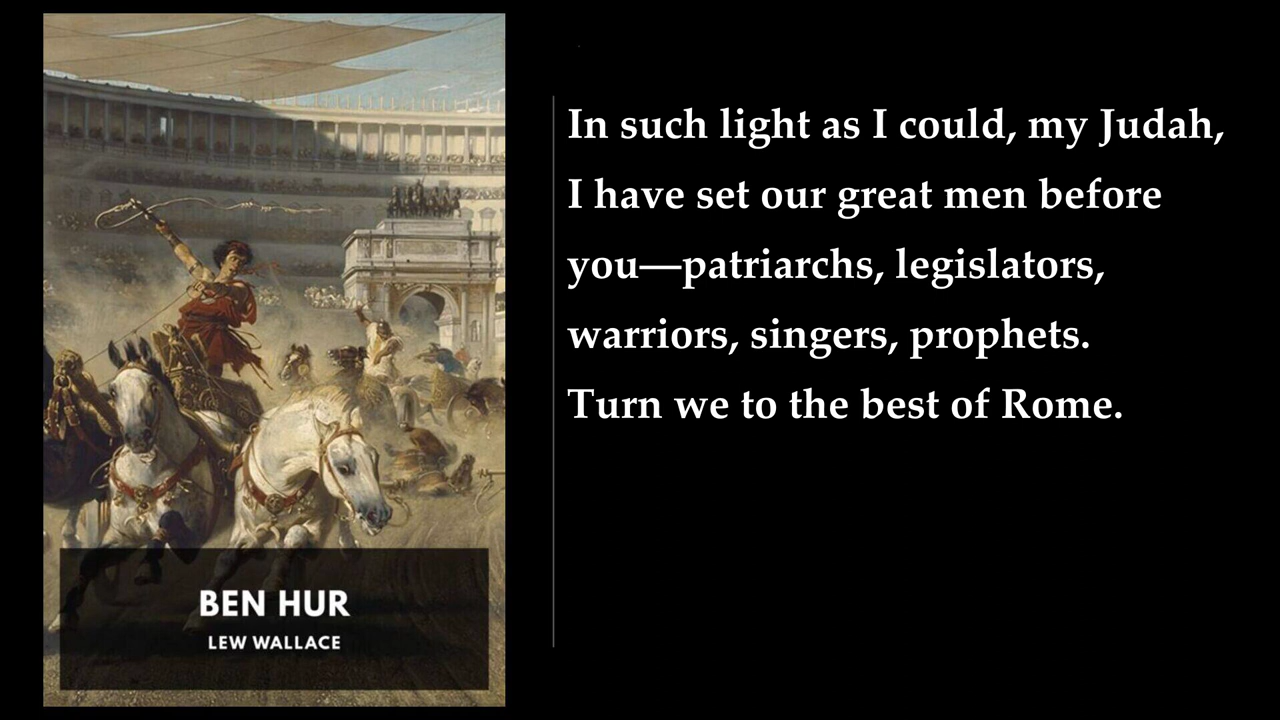 In such light as I could, my Judah,
I have set our great men before
you—patriarchs, legislators,
warriors, singers, prophets.
Turn we to the best of Rome.
BEN HUR
LEW WALLACE